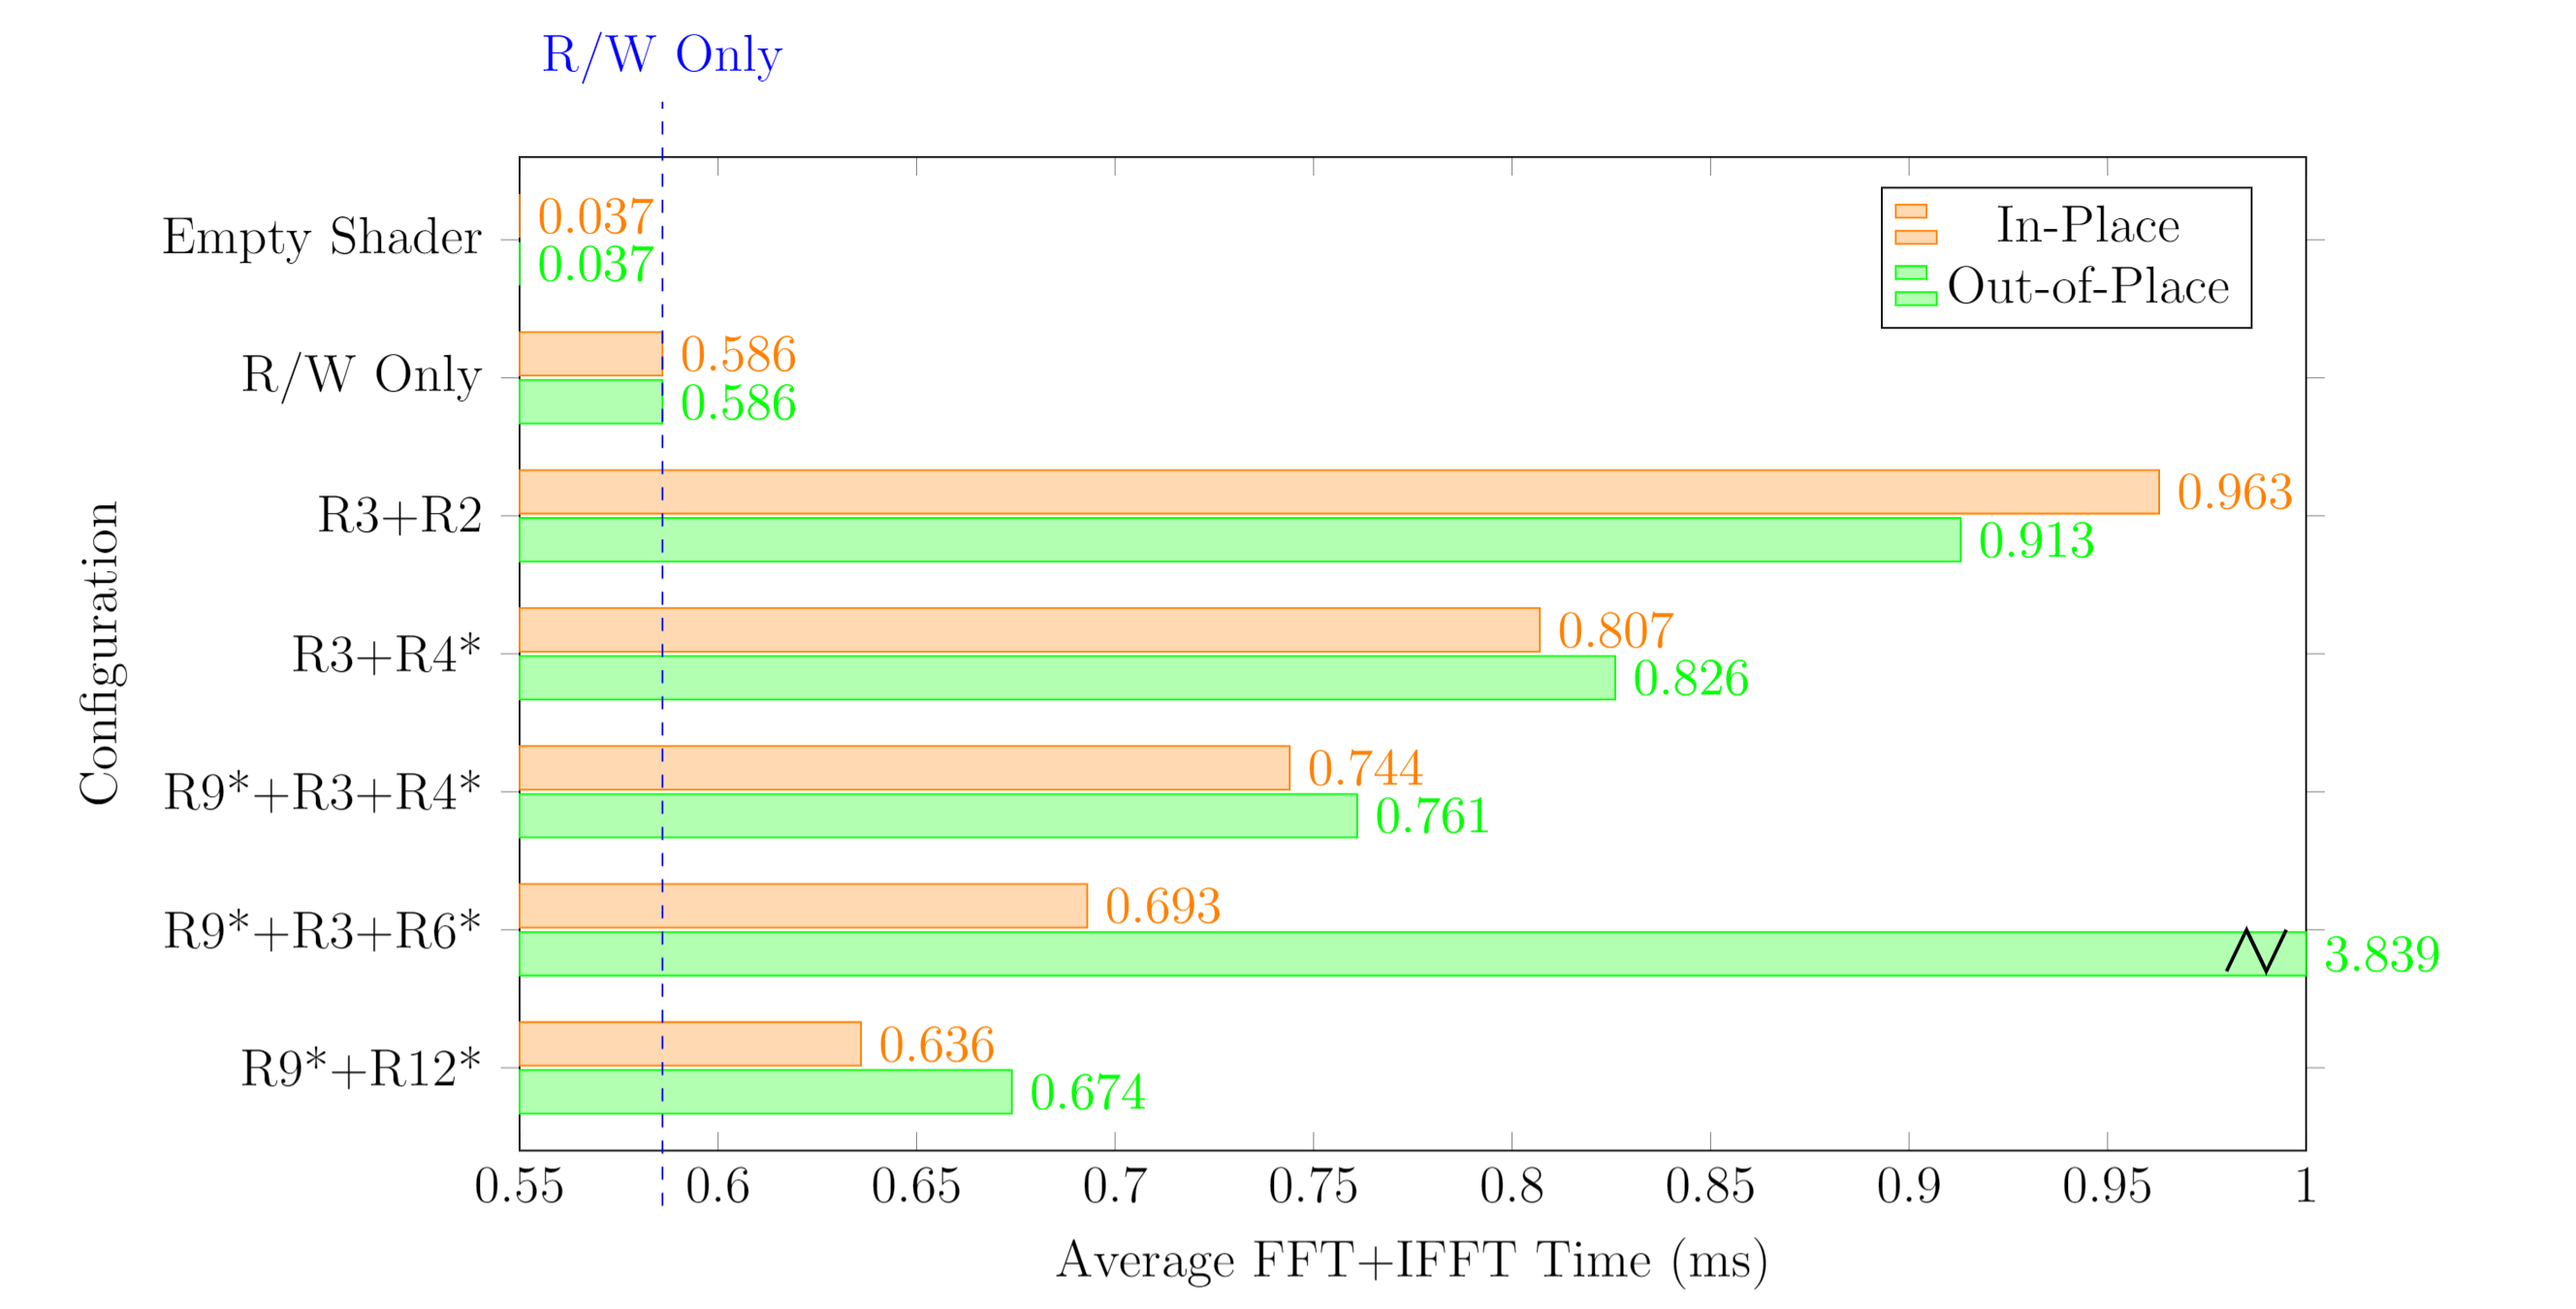 R/W Only
In-Place
Out-of-Place
Empty Shader
0.037
0.037
R/W Only
0.586
0.586
R3+R2
0.963
0.913
R3+R4*
0.807
0.826
R9*+R3+R4*
0.744
0.761
R9*+R3+R6*
0.693
3.839
R9*+R12*
0.636
0.674
Configuration
0.55 0.6 0.65 0.7 0.75 0.8 0.85 0.9 0.95 1
Average FFT+IFFT Time (ms)